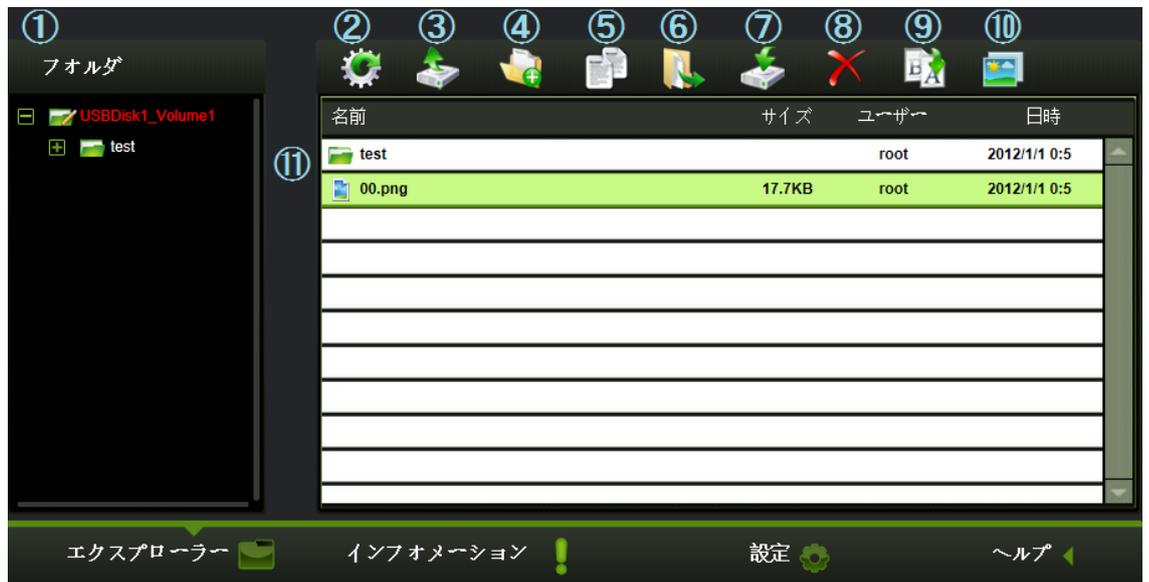 ① ② ③ ④ ⑤ ⑥ ⑦ ⑧ ⑨ ⑩
フォルダ
B A
名前 サイズ ユーザー 日時
USBDisk1_Volume1
test
⑪
test root 2012/1/1 0:5
00.png 17.7KB root 2012/1/1 0:5
エクスプローラー インフォメーション 設定 ヘルプ